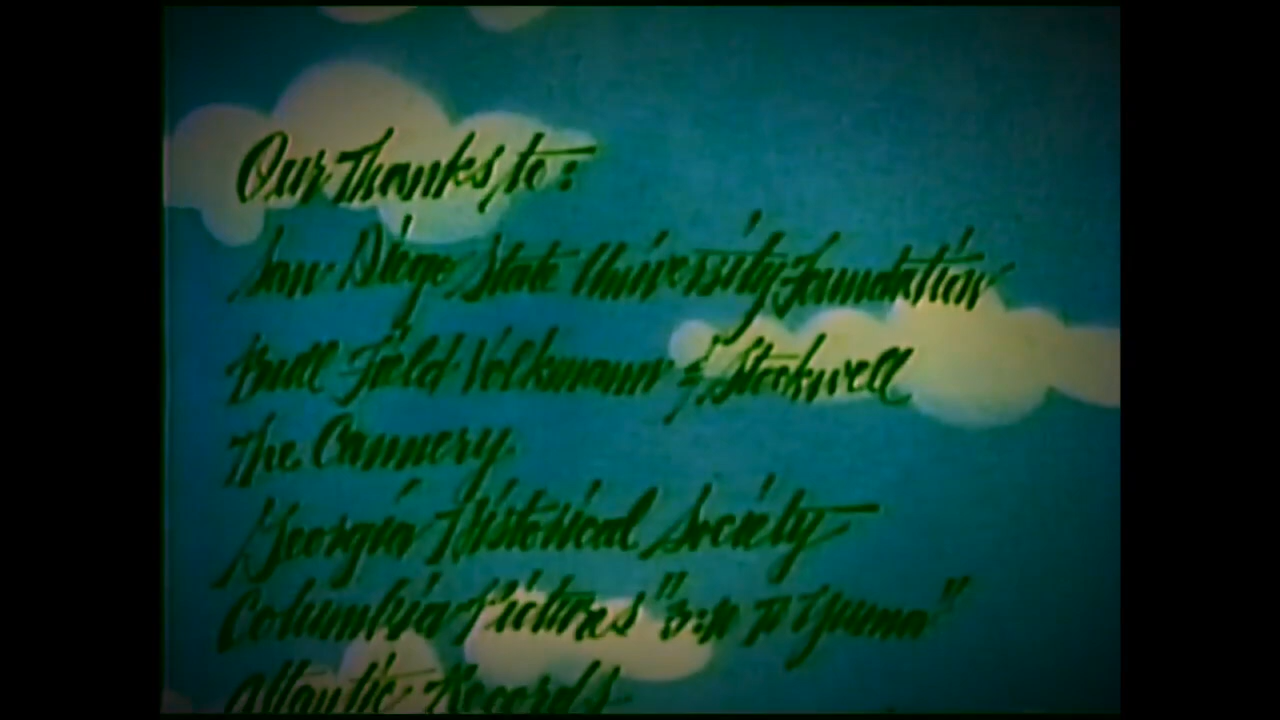 Our Thanks to:
San Diego State University Foundation
Bull Field Volkmann & Stockwell
The Cannery
Georgia Historical Society
Columbia Pictures "3:10 To Yuma"
Atlantic Records